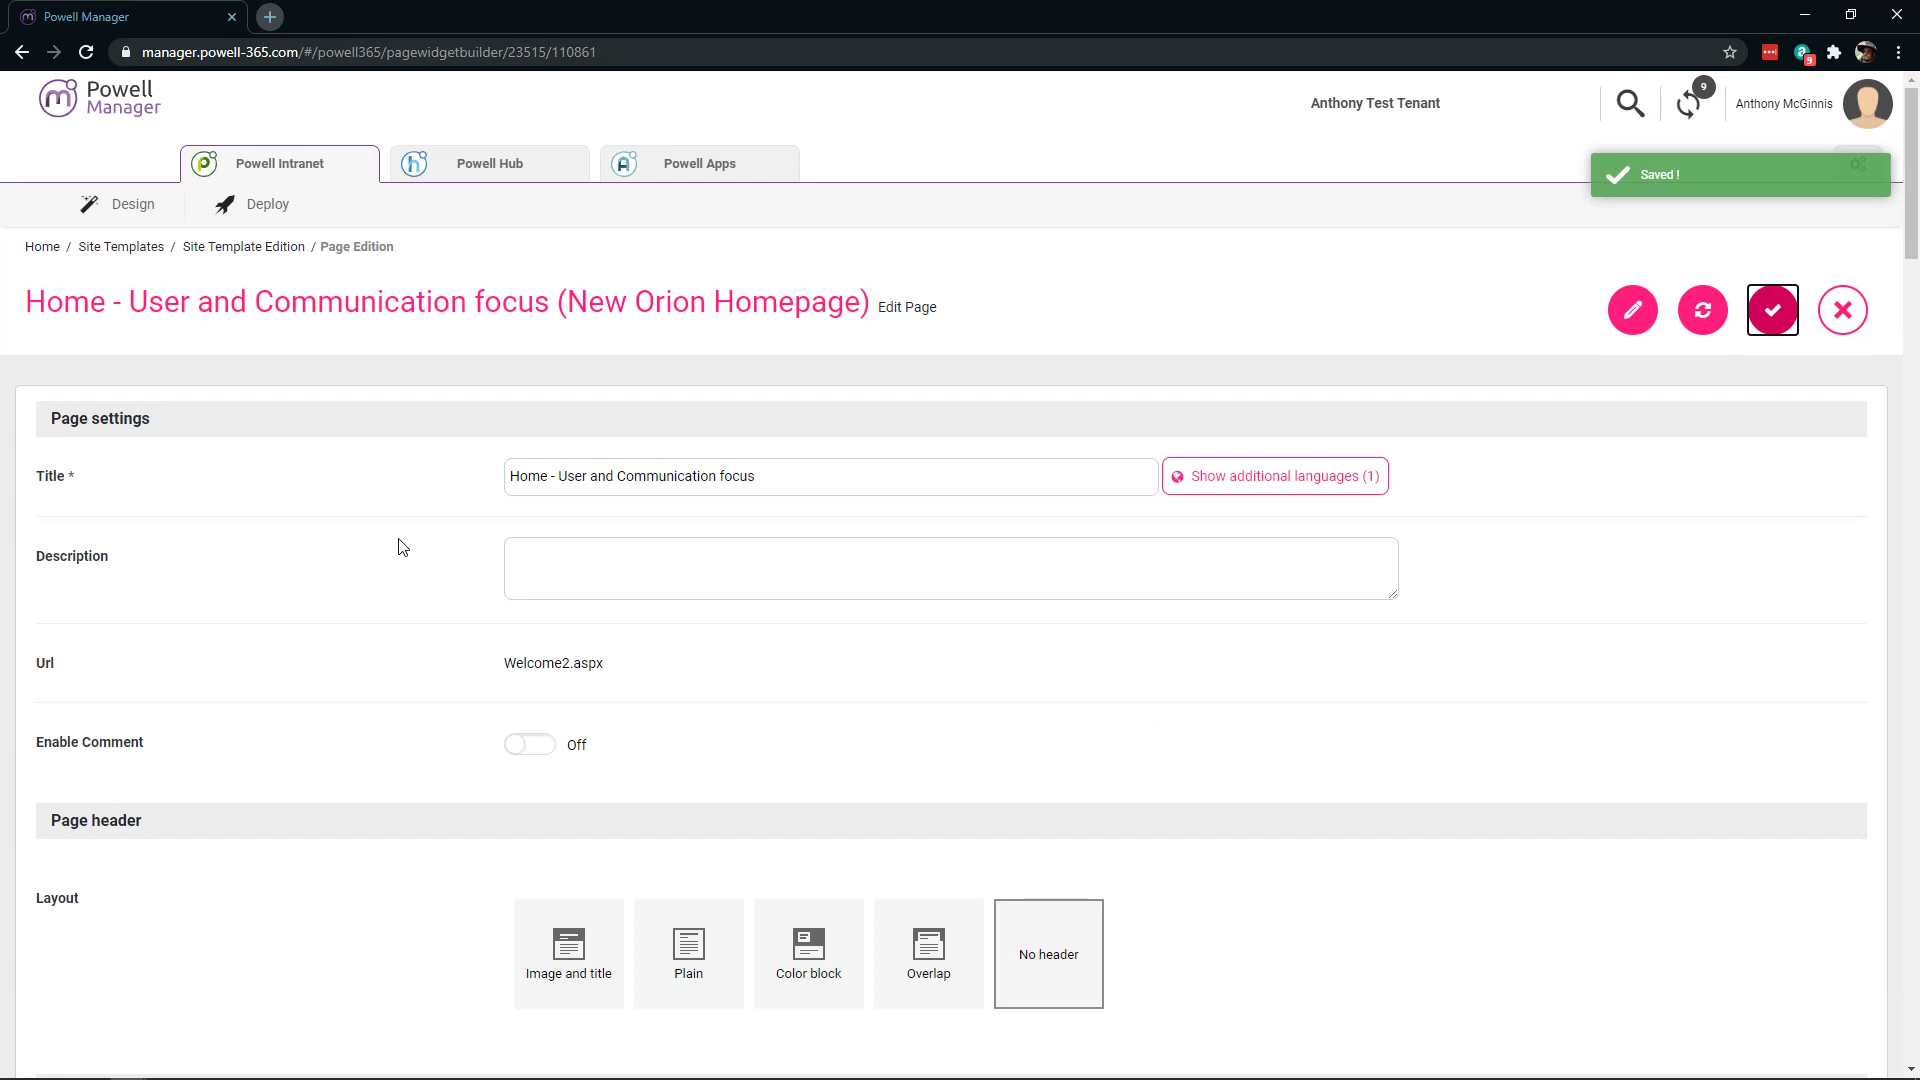 Powell Manager
manager.powell-365.com/#/powell365/pagewidgetbuilder/23515/110861
9
Powell
Manager
Anthony Test Tenant
9
Anthony McGinnis
Powell Intranet
Powell Hub
Powell Apps
Saved !
Design
Deploy
Home / Site Templates / Site Template Edition / Page Edition
Home - User and Communication focus (New Orion Homepage) Edit Page
Page settings
Title *
Home - User and Communication focus
Show additional languages (1)
Description
Url
Welcome2.aspx
Enable Comment
Off
Page header
Layout
Image and title
Plain
Color block
Overlap
No header